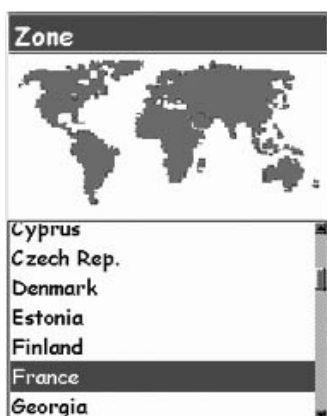 Zone
Cyprus
Czech Rep.
Denmark
Estonia
Finland
France
Georgia